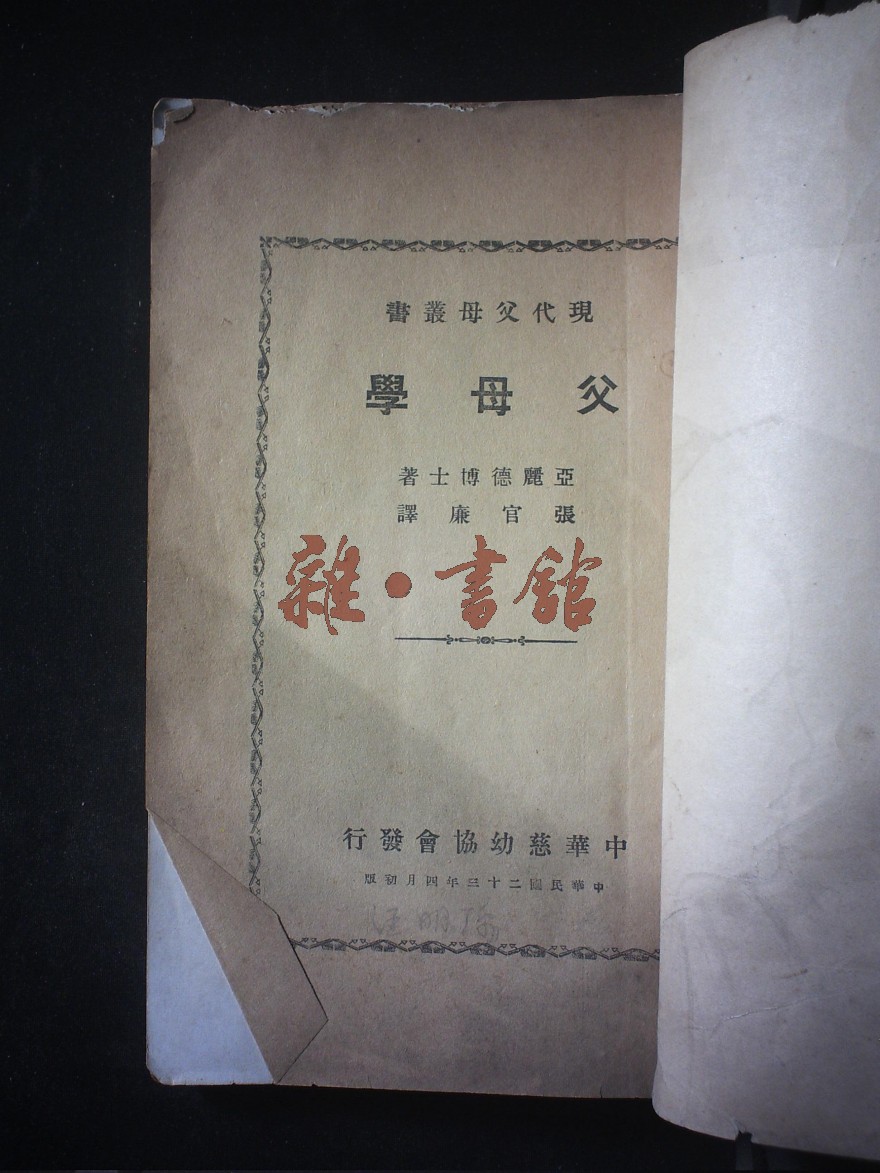 現代父母叢書
父母學
亞麗德博士著
張官廉譯
雜·書館
中華慈幼協會發行
中華民國二十三年四月初版